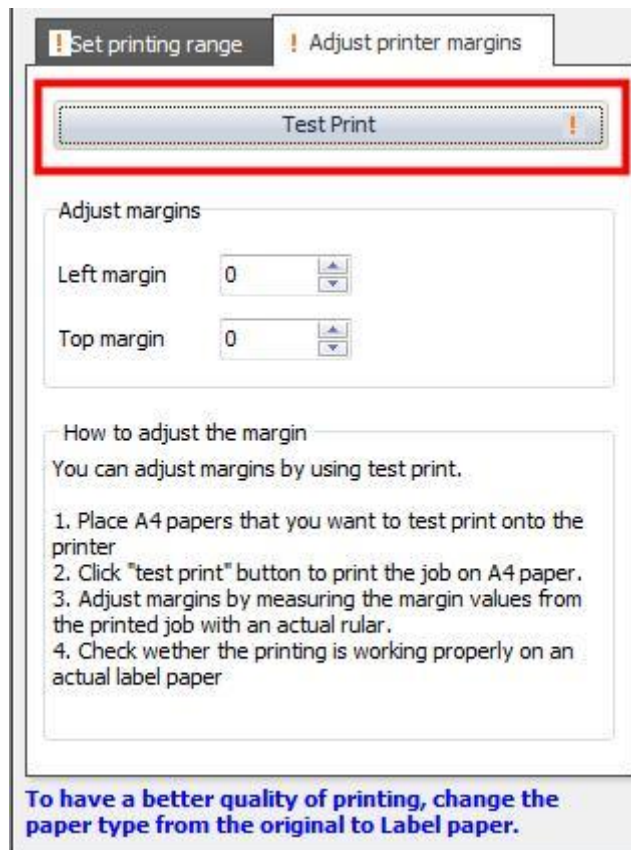 ! Set printing range
! Adjust printer margins
Test Print !
Adjust margins
Left margin 0
Top margin 0
How to adjust the margin
You can adjust margins by using test print.
1. Place A4 papers that you want to test print onto the
printer
2. Click "test print" button to print the job on A4 paper.
3. Adjust margins by measuring the margin values from
the printed job with an actual rular.
4. Check wether the printing is working properly on an
actual label paper
To have a better quality of printing, change the
paper type from the original to Label paper.